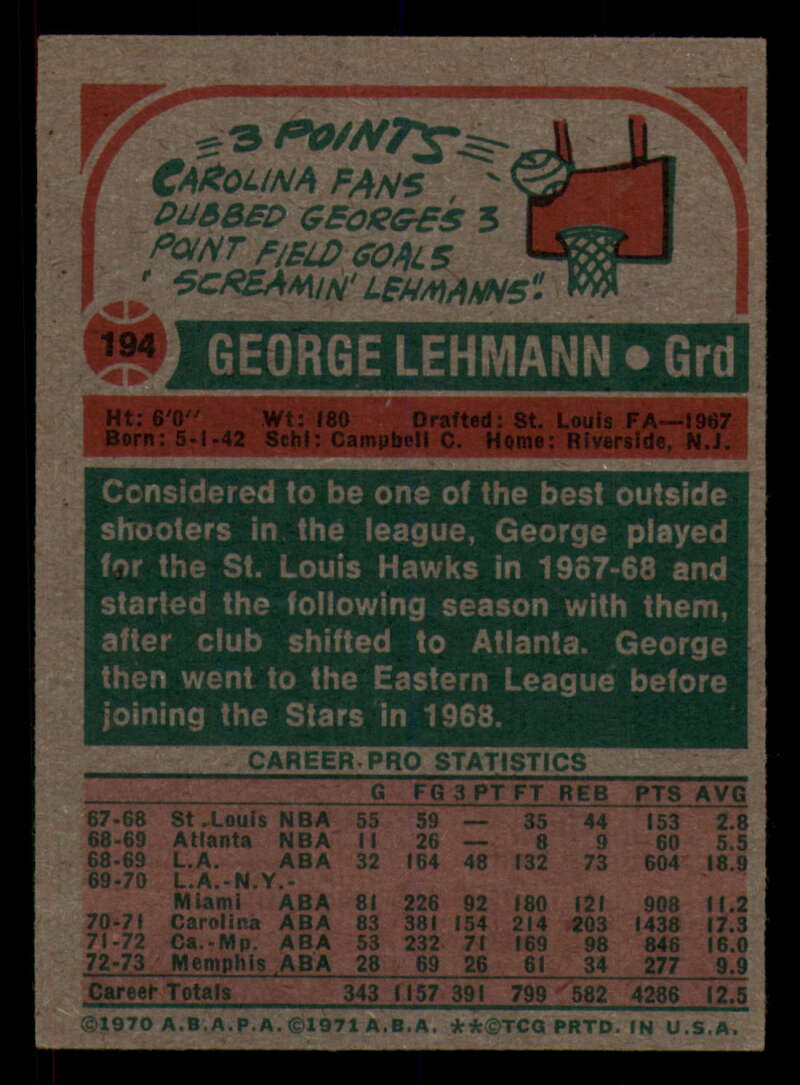 3 POINTS
CAROLINA FANS
DUBBED GEORGE'S 3
POINT FIELD GOALS
"SCREAMIN' LEHMANNS".
194
GEORGE LEHMANN • Grd
Ht: 6'0" Wt: 180 Drafted: St. Louis FA—1967
Born: 5-1-42 Schl: Campbell C. Home: Riverside, N.J.
Considered to be one of the best outside
shooters in the league, George played
for the St. Louis Hawks in 1967-68 and
started the following season with them,
after club shifted to Atlanta. George
then went to the Eastern League before
joining the Stars in 1968.
CAREER PRO STATISTICS
G FG 3 PT FT REB PTS AVG
67-68 St. Louis NBA 55 59 — 35 44 153 2.8
68-69 Atlanta NBA 11 26 — 8 9 60 5.5
68-69 L.A. ABA 32 164 48 132 73 604 18.9
69-70 L.A.-N.Y.-
Miami ABA 81 226 92 180 121 908 11.2
70-71 Carolina ABA 83 381 154 214 203 1438 17.3
71-72 Ca.-Mp. ABA 53 232 71 169 98 846 16.0
72-73 Memphis ABA 28 69 26 61 34 277 9.9
Career Totals 343 1157 391 799 582 4286 12.5
©1970 A.B.A.P.A. ©1971 A.B.A. **©TCG PRTD. IN U.S.A.